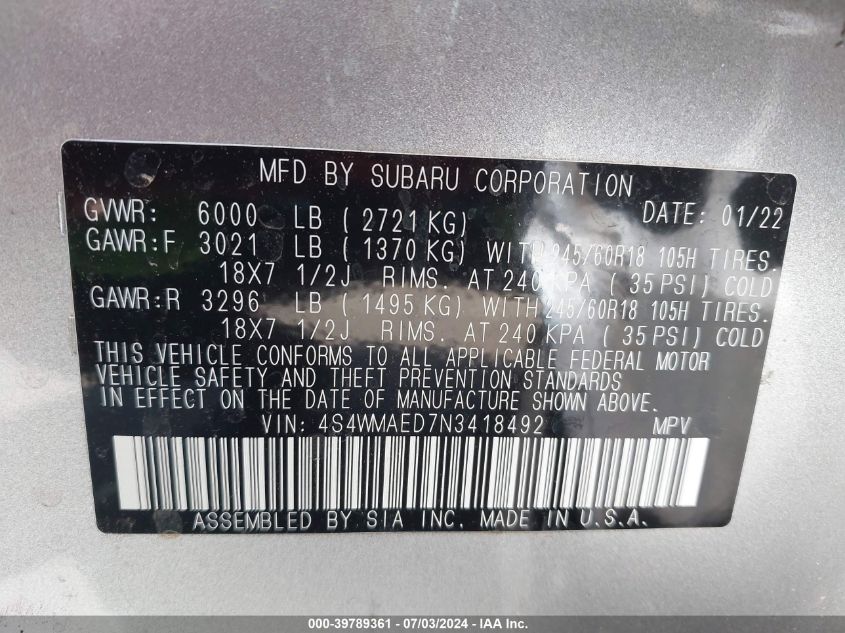 MFD BY SUBARU CORPORATION
GVWR: 6000 LB ( 2721 KG) DATE: 01/22
GAWR:F 3021 LB ( 1370 KG) WITH 245/60R18 105H TIRES.
18X7 1/2J RIMS. AT 240 KPA ( 35 PSI) COLD
GAWR:R 3296 LB ( 1495 KG) WITH 245/60R18 105H TIRES.
18X7 1/2J RIMS. AT 240 KPA ( 35 PSI) COLD
THIS VEHICLE CONFORMS TO ALL APPLICABLE FEDERAL MOTOR
VEHICLE SAFETY AND THEFT PREVENTION STANDARDS
IN EFFECT ON THE DATE OF MANUFACTURE SHOWN ABOVE.
VIN: 4S4WMAED7N3418492 MPV
ASSEMBLED BY SIA INC. MADE IN U.S.A.
000-39789361 - 07/03/2024 - IAAI.com